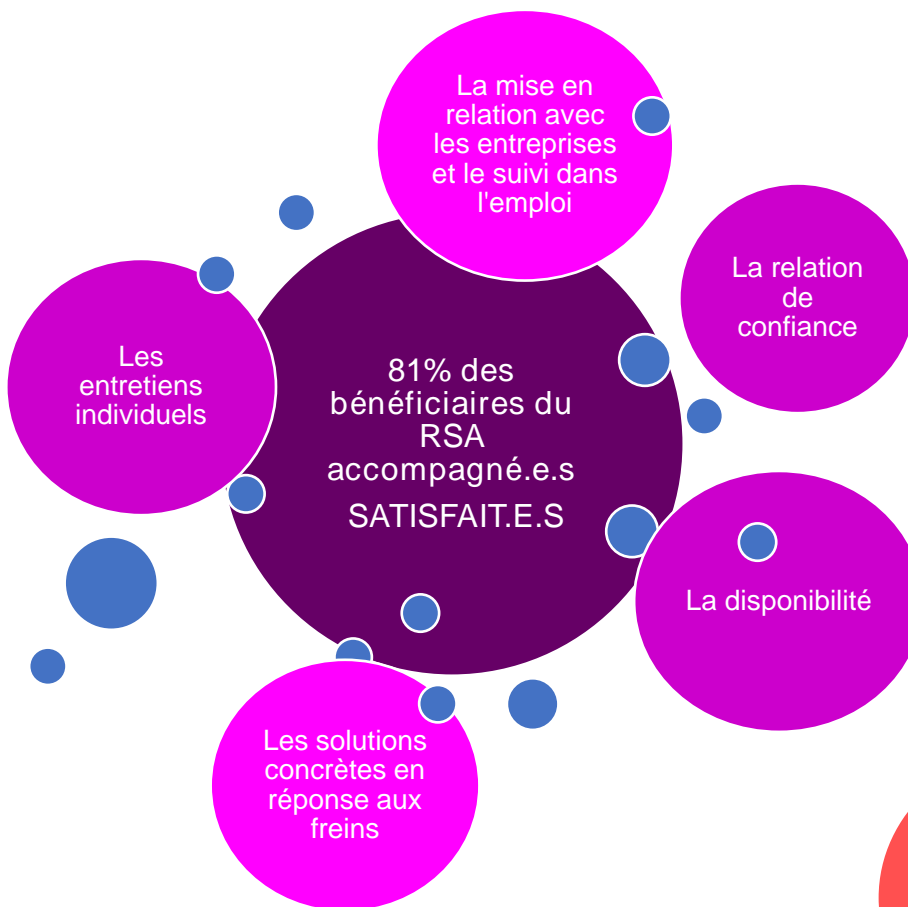 La mise en
relation avec
les entreprises
et le suivi dans
l'emploi
La relation
de
confiance
Les
entretiens
individuels
81% des
bénéficiaires du
RSA
accompagné.e.s
SATISFAIT.E.S
La disponibilité
Les solutions
concrètes en
réponse aux
freins